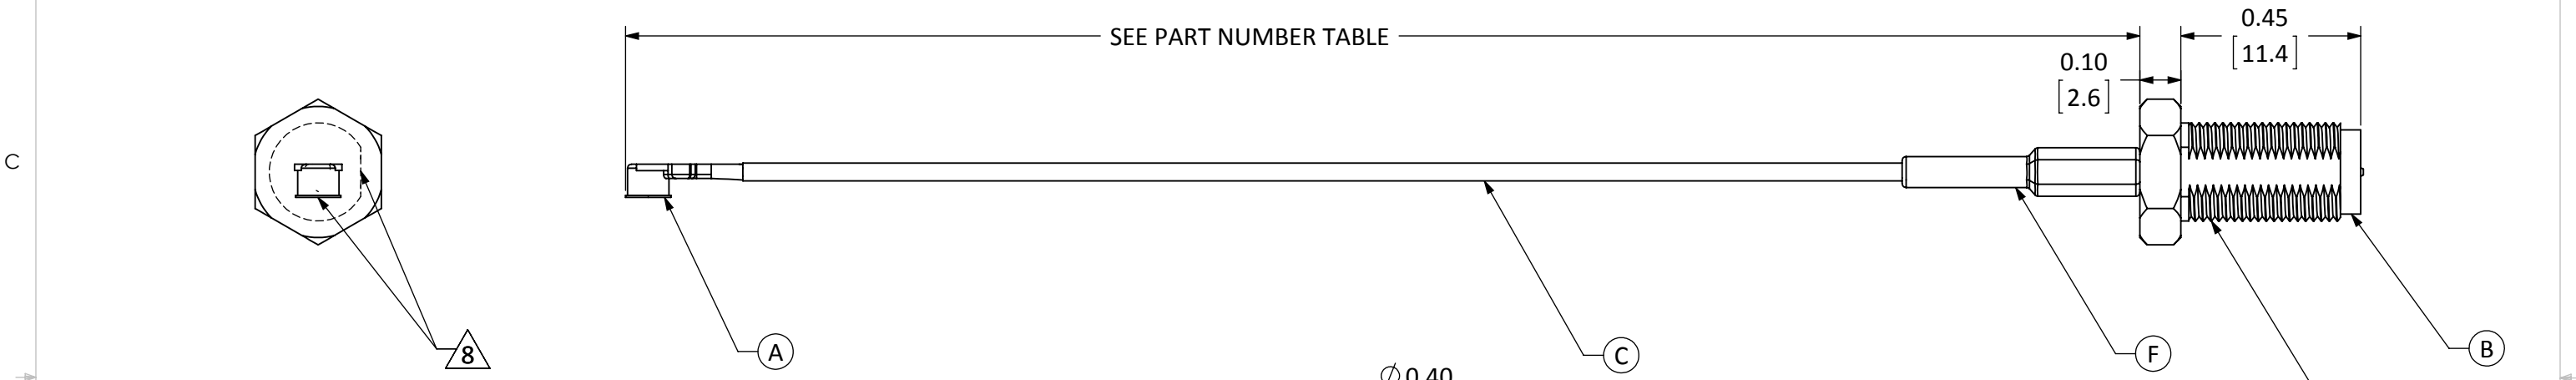 0.45
[11.4]
SEE PART NUMBER TABLE
0.10
[2.6]
C
8
A
C
F
B
⌀ 0.40